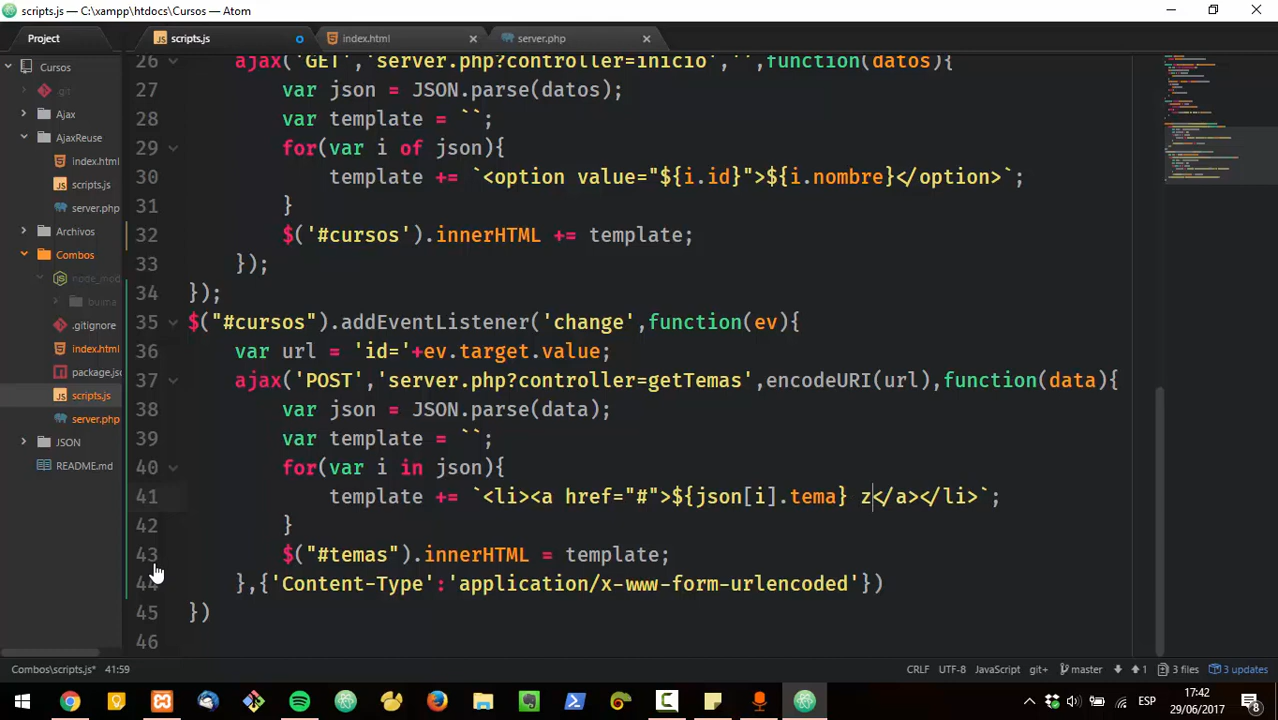 scripts.js - C:\xampp\htdocs\Cursos - Atom
Project
scripts.js
index.html
server.php
Cursos
.git
Ajax
AjaxReuse
index.html
scripts.js
server.php
Archivos
Combos
node_mod
bulma
.gitignore
index.html
package.jsc
scripts.js
server.php
JSON
README.md
26 ajax('GET','server.php?controller=inicio',``,function(datos){
27 var json = JSON.parse(datos);
28 var template = ``;
29 for(var i of json){
30 template += `<option value="${i.id}">${i.nombre}</option>`;
31 }
32 $('#cursos').innerHTML += template;
33 });
34 });
35 $("#cursos").addEventListener('change',function(ev){
36 var url = 'id='+ev.target.value;
37 ajax('POST','server.php?controller=getTemas',encodeURI(url),function(data){
38 var json = JSON.parse(data);
39 var template = ``;
40 for(var i in json){
41 template += `<li><a href="#">${json[i].tema} z</a></li>`;
42 }
43 $("#temas").innerHTML = template;
44 },{'Content-Type':'application/x-www-form-urlencoded'})
45 })
46
Combos\scripts.js* 41:59
CRLF UTF-8 JavaScript git+ master 1 3 files 3 updates
ESP
17:42
29/06/2017
8